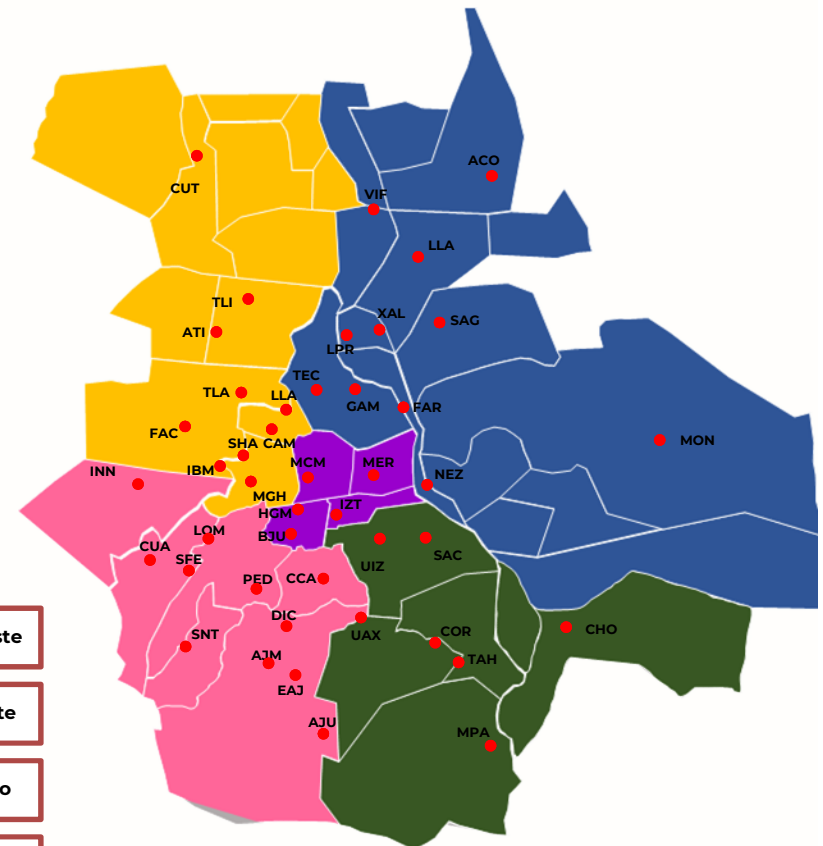 ACO
CUT
VIF
LLA
TLI
XAL
SAG
ATI
LPR
TEC
TLA
LLA
GAM
FAR
FAC
SHA
CAM
MON
INN
IBM
MCM
MER
NEZ
MGH
HGM
IZT
LOM
BJU
CUA
SFE
UIZ
SAC
PED
CCA
DIC
SNT
UAX
COR
CHO
AJM
TAH
EAJ
AJU
MPA
ste
te
o